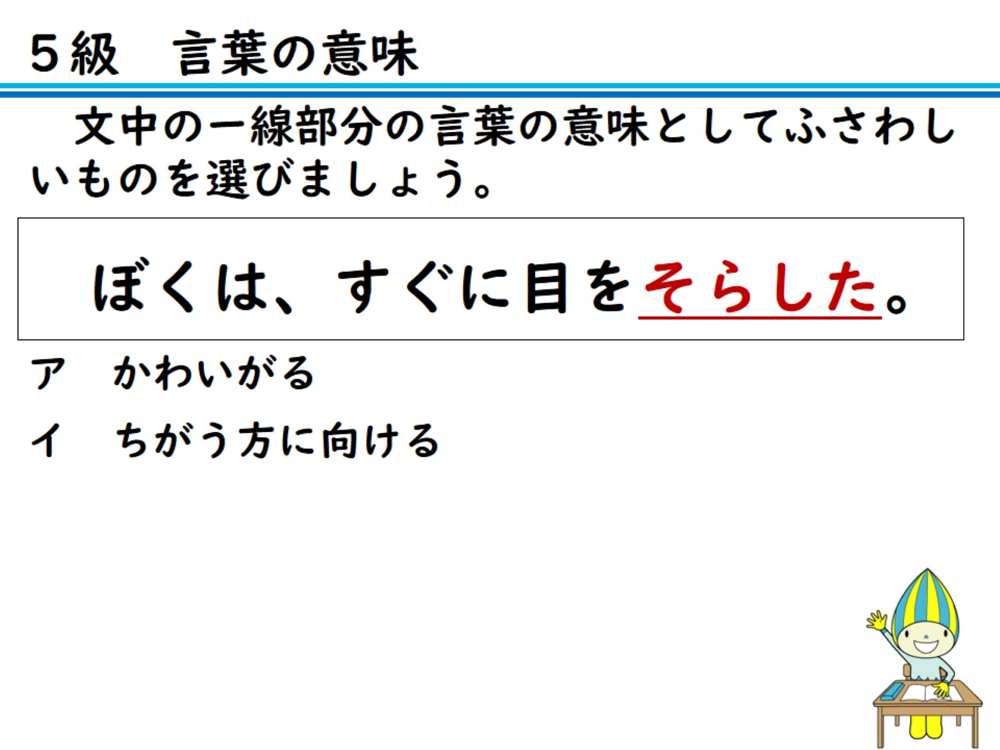 ５級　言葉の意味
文中の一線部分の言葉の意味としてふさわし
いものを選びましょう。
ぼくは、すぐに目をそらした。
ア　かわいがる
イ　ちがう方に向ける